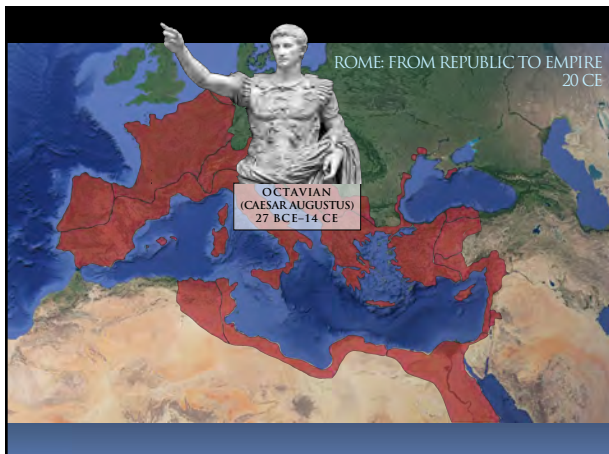 ROME: FROM REPUBLIC TO EMPIRE
20 CE
OCTAVIAN
(CAESAR AUGUSTUS)
27 BCE–14 CE